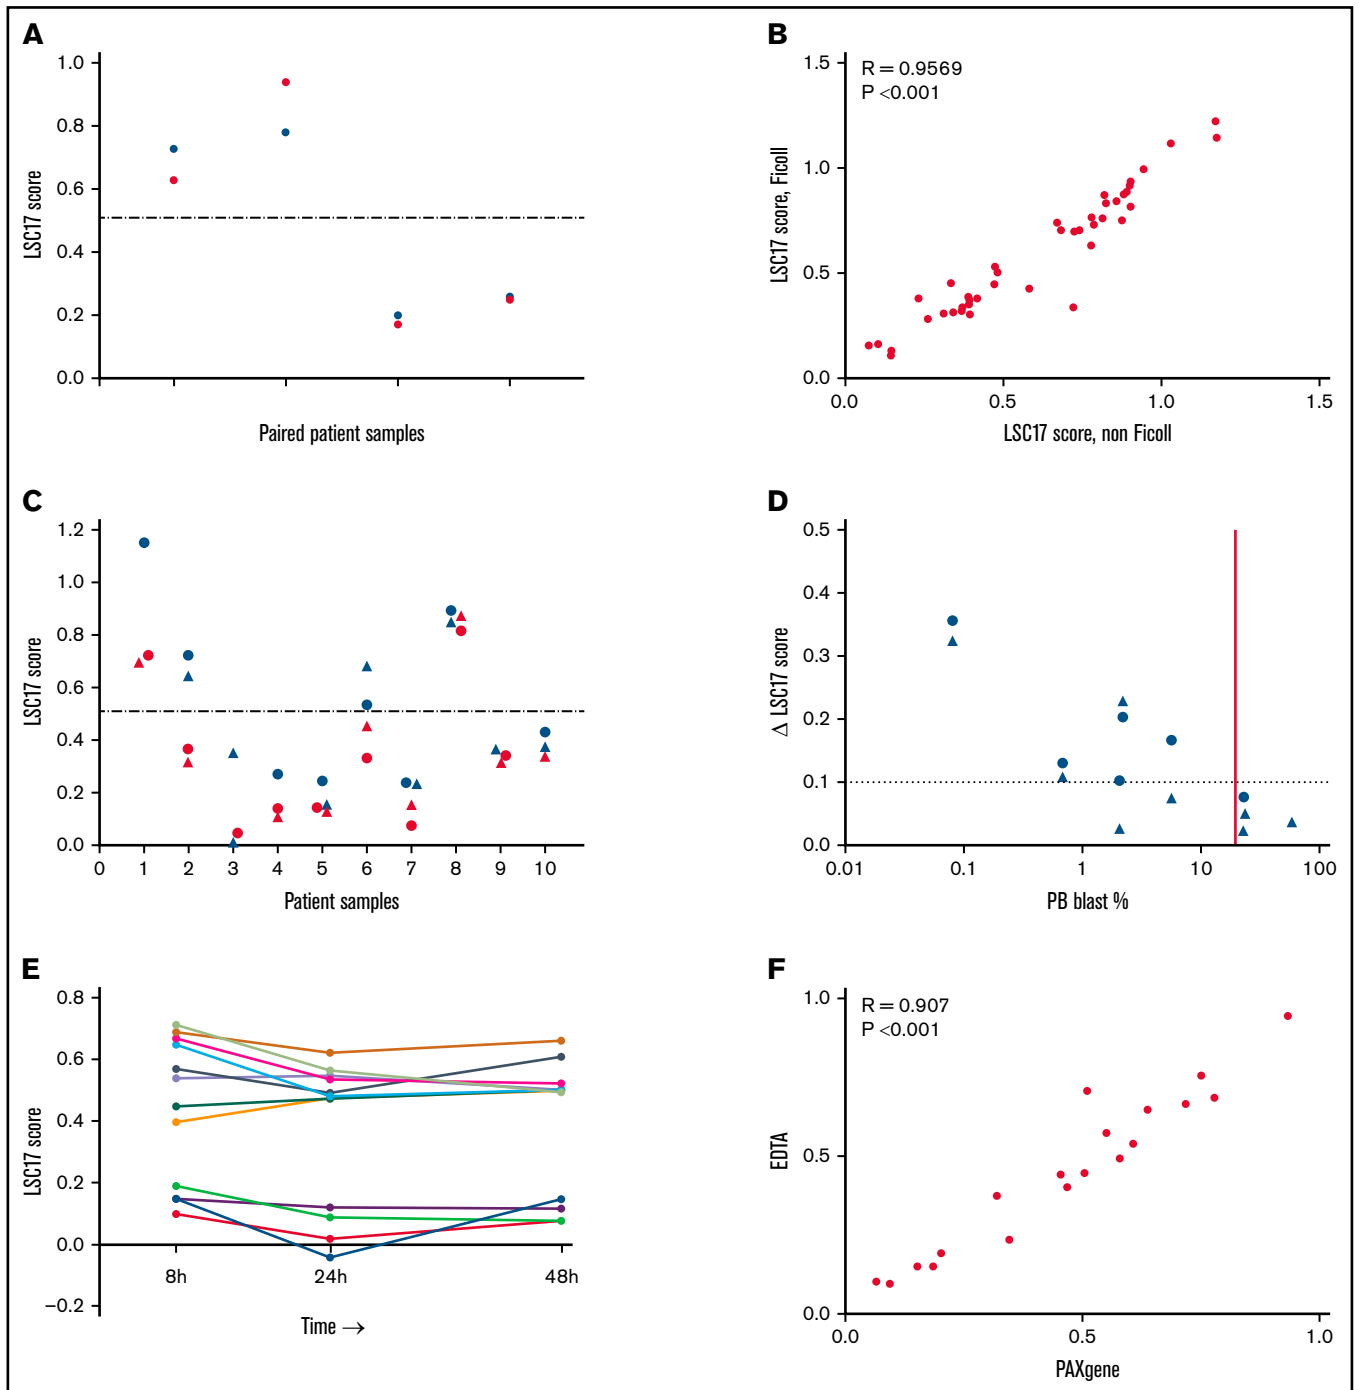 A
1.0
0.8
0.6
0.4
0.2
0.0
LSC17 score
Paired patient samples
B
R = 0.9569
P <0.001
1.5
1.0
0.5
0.0
LSC17 score, Ficoll
0.0 0.5 1.0 1.5
LSC17 score, non Ficoll
C
1.2
1.0
0.8
0.6
0.4
0.2
0.0
LSC17 score
0 1 2 3 4 5 6 7 8 9 10
Patient samples
D
0.5
0.4
0.3
0.2
0.1
0.0
Δ LSC17 score
0.01 0.1 1 10 100
PB blast %
E
0.8
0.6
0.4
0.2
0.0
−0.2
LSC17 score
8h 24h 48h
Time →
F
R = 0.907
P <0.001
1.0
0.5
0.0
EDTA
0.0 0.5 1.0
PAXgene